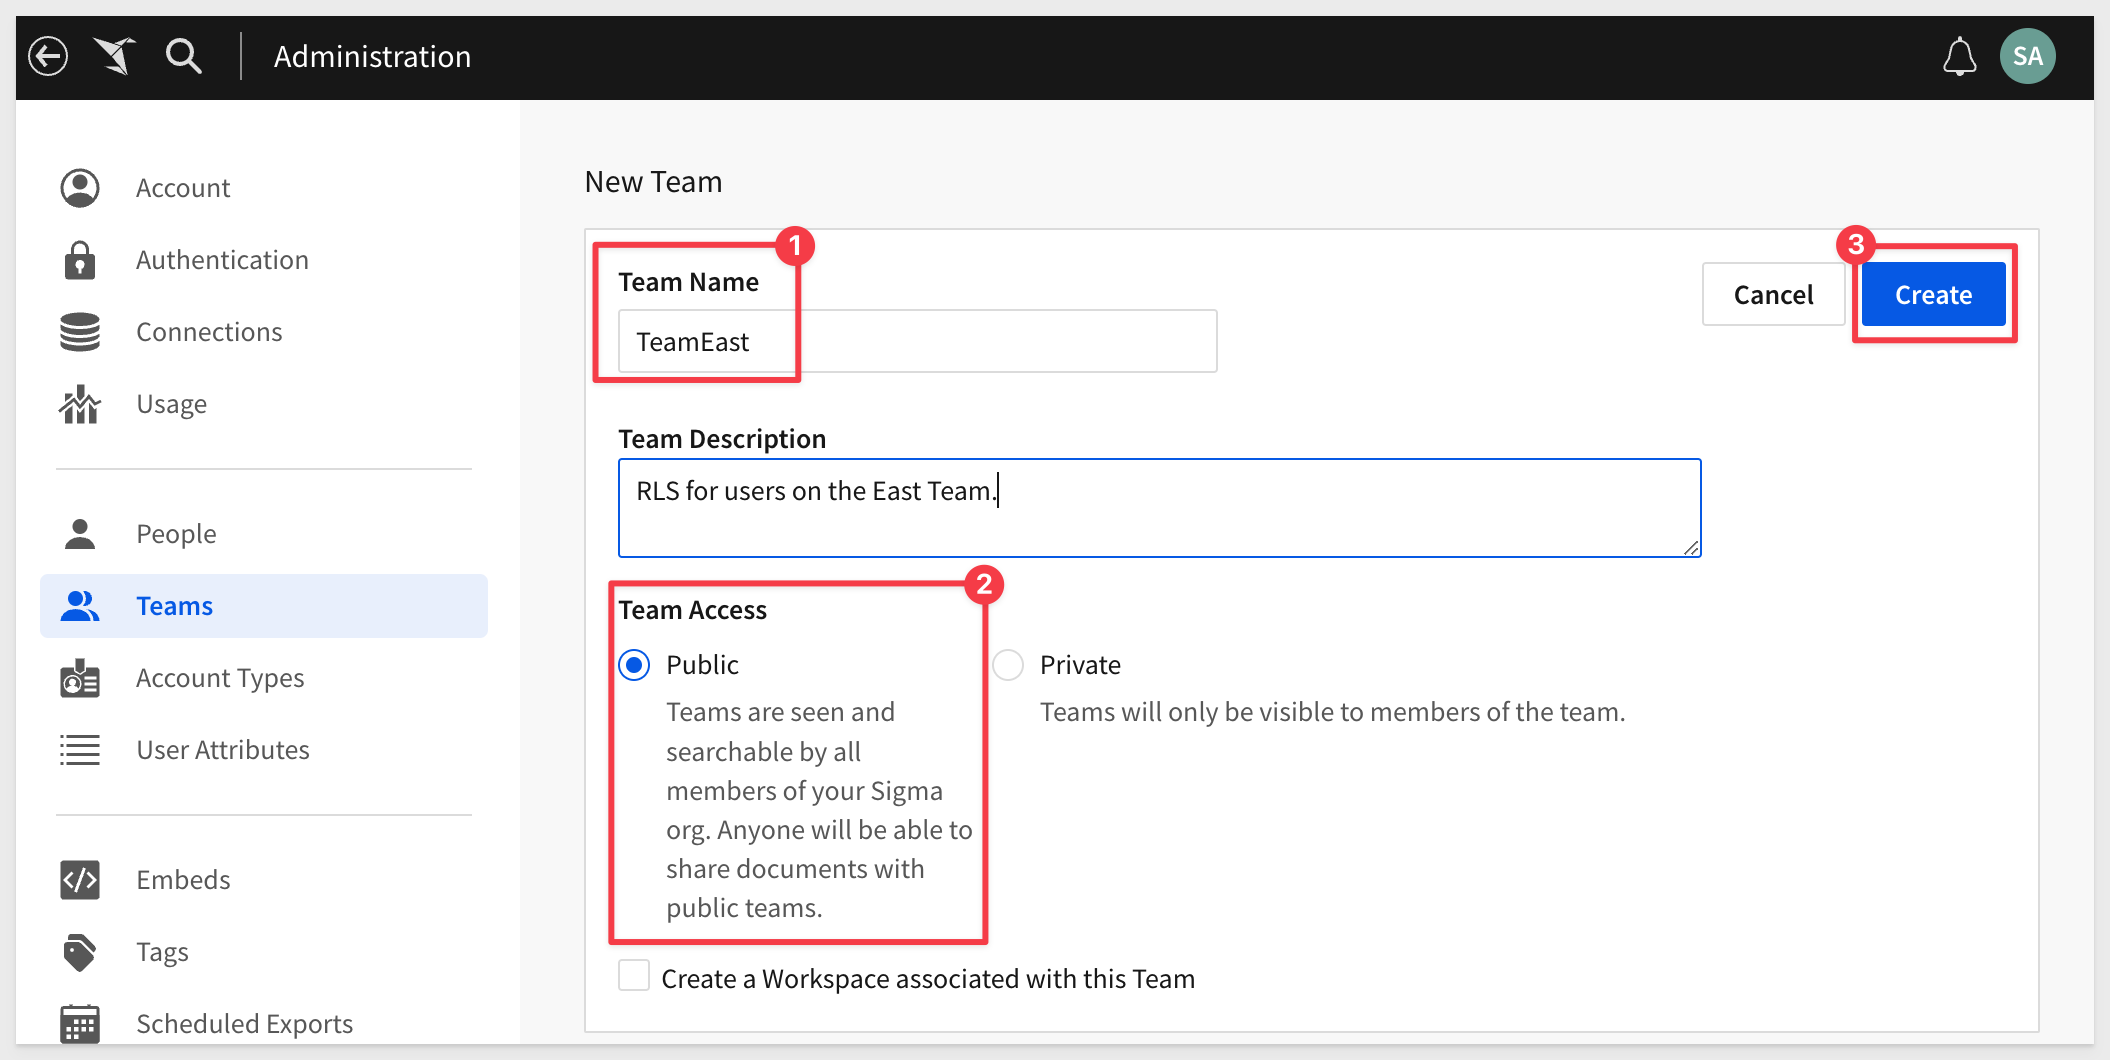 Administration
SA
Account
Authentication
Connections
Usage
People
Teams
Account Types
User Attributes
Embeds
Tags
Scheduled Exports
New Team
1
Team Name
TeamEast
3
Cancel
Create
Team Description
RLS for users on the East Team.
2
Team Access
Public
Teams are seen and
searchable by all
members of your Sigma
org. Anyone will be able to
share documents with
public teams.
Private
Teams will only be visible to members of the team.
Create a Workspace associated with this Team